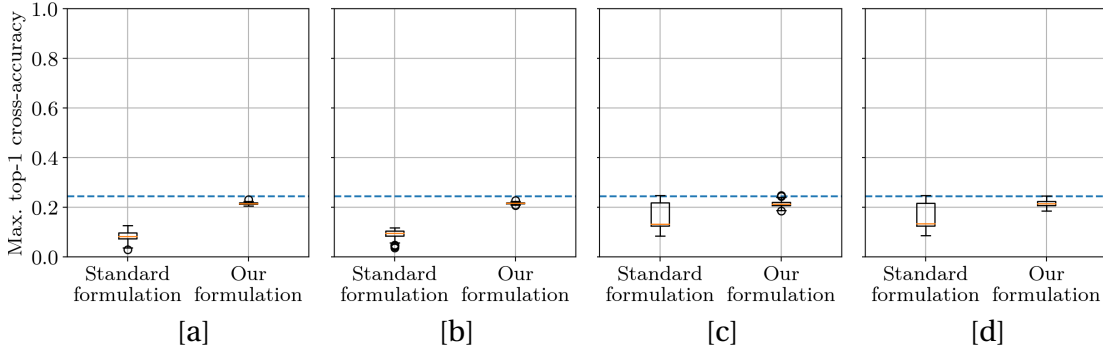 Max. top-1 cross-accuracy
1.0
0.8
0.6
0.4
0.2
0.0
Standard
formulation
Our
formulation
Standard
formulation
Our
formulation
Standard
formulation
Our
formulation
Standard
formulation
Our
formulation
[a]
[b]
[c]
[d]